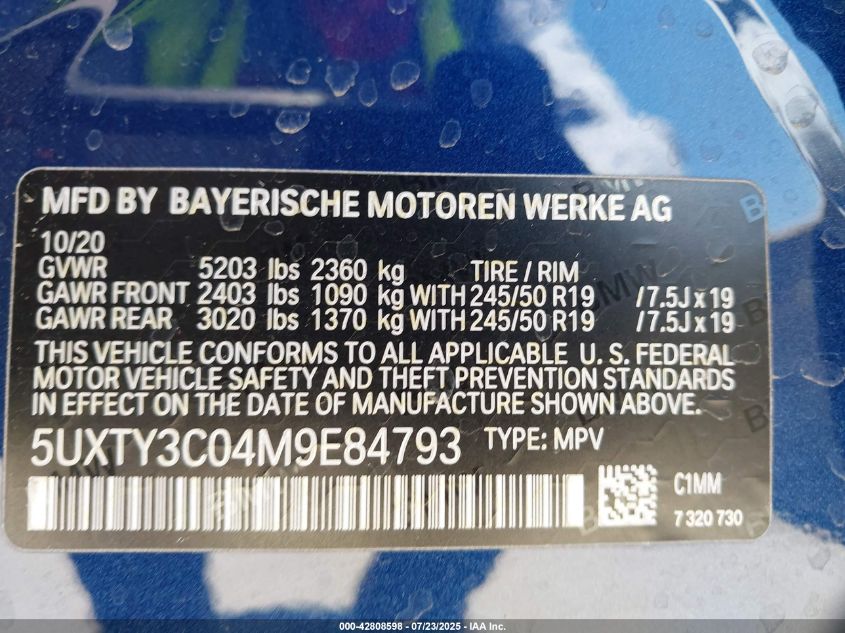 MFD BY BAYERISCHE MOTOREN WERKE AG
10/20
GVWR 5203 lbs 2360 kg TIRE / RIM
GAWR FRONT 2403 lbs 1090 kg WITH 245/50 R19 /7.5J x 19
GAWR REAR 3020 lbs 1370 kg WITH 245/50 R19 /7.5J x 19
THIS VEHICLE CONFORMS TO ALL APPLICABLE U. S. FEDERAL
MOTOR VEHICLE SAFETY AND THEFT PREVENTION STANDARDS
IN EFFECT ON THE DATE OF MANUFACTURE SHOWN ABOVE.
5UXTY3C04M9E84793 TYPE: MPV
C1MM
7 320 730
000-42808598 - 07/23/2025 - IAA Inc.